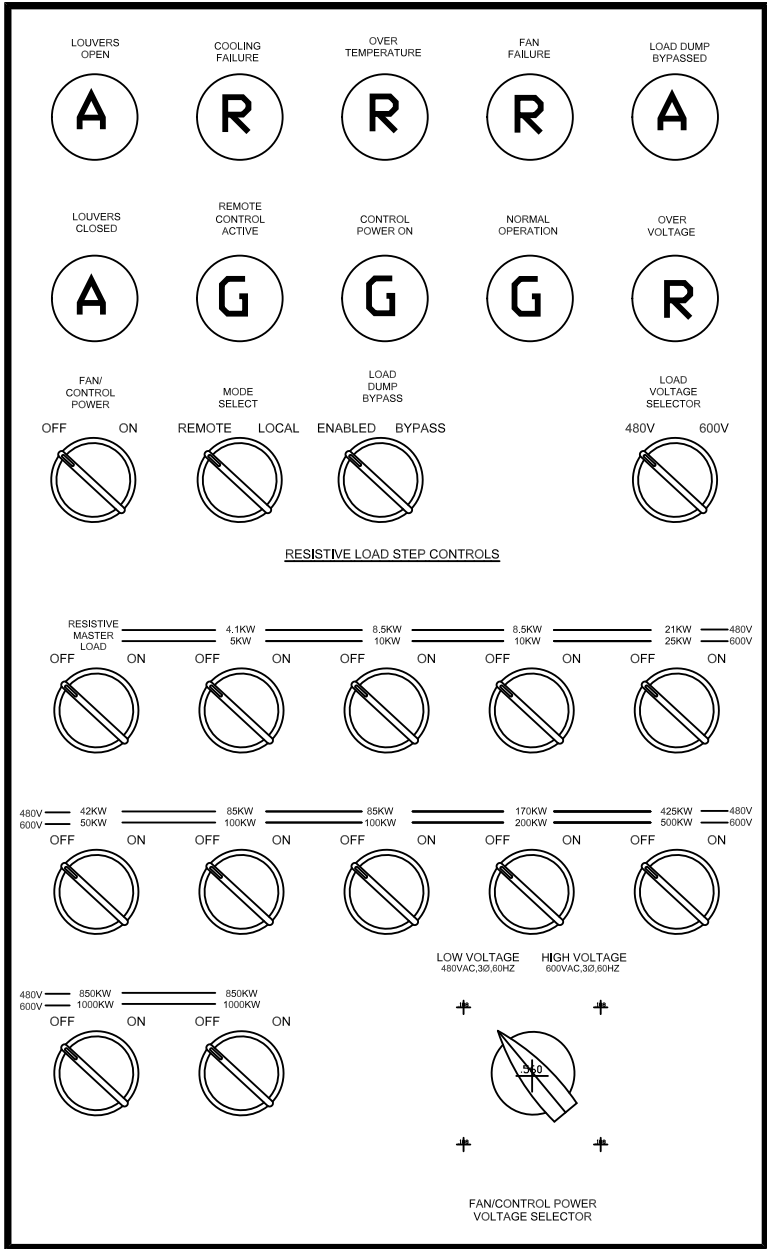 LOUVERS
OPEN
COOLING
FAILURE
OVER
TEMPERATURE
FAN
FAILURE
LOAD DUMP
BYPASSED
A R R R A
LOUVERS
CLOSED
REMOTE
CONTROL
ACTIVE
CONTROL
POWER ON
NORMAL
OPERATION
OVER
VOLTAGE
A G G G R
FAN/
CONTROL
POWER
OFF ON
MODE
SELECT
REMOTE LOCAL
LOAD
DUMP
BYPASS
ENABLED BYPASS
LOAD
VOLTAGE
SELECTOR
480V 600V
RESISTIVE LOAD STEP CONTROLS
RESISTIVE
MASTER
LOAD
4.1KW 8.5KW 8.5KW 21KW 480V
5KW 10KW 10KW 25KW 600V
OFF ON OFF ON OFF ON OFF ON OFF ON
480V 42KW 85KW 85KW 170KW 425KW 480V
600V 50KW 100KW 100KW 200KW 500KW 600V
OFF ON OFF ON OFF ON OFF ON OFF ON
480V 850KW 850KW
600V 1000KW 1000KW
OFF ON OFF ON
LOW VOLTAGE
480VAC,3Ø,60HZ
HIGH VOLTAGE
600VAC,3Ø,60HZ
.560
FAN/CONTROL POWER
VOLTAGE SELECTOR